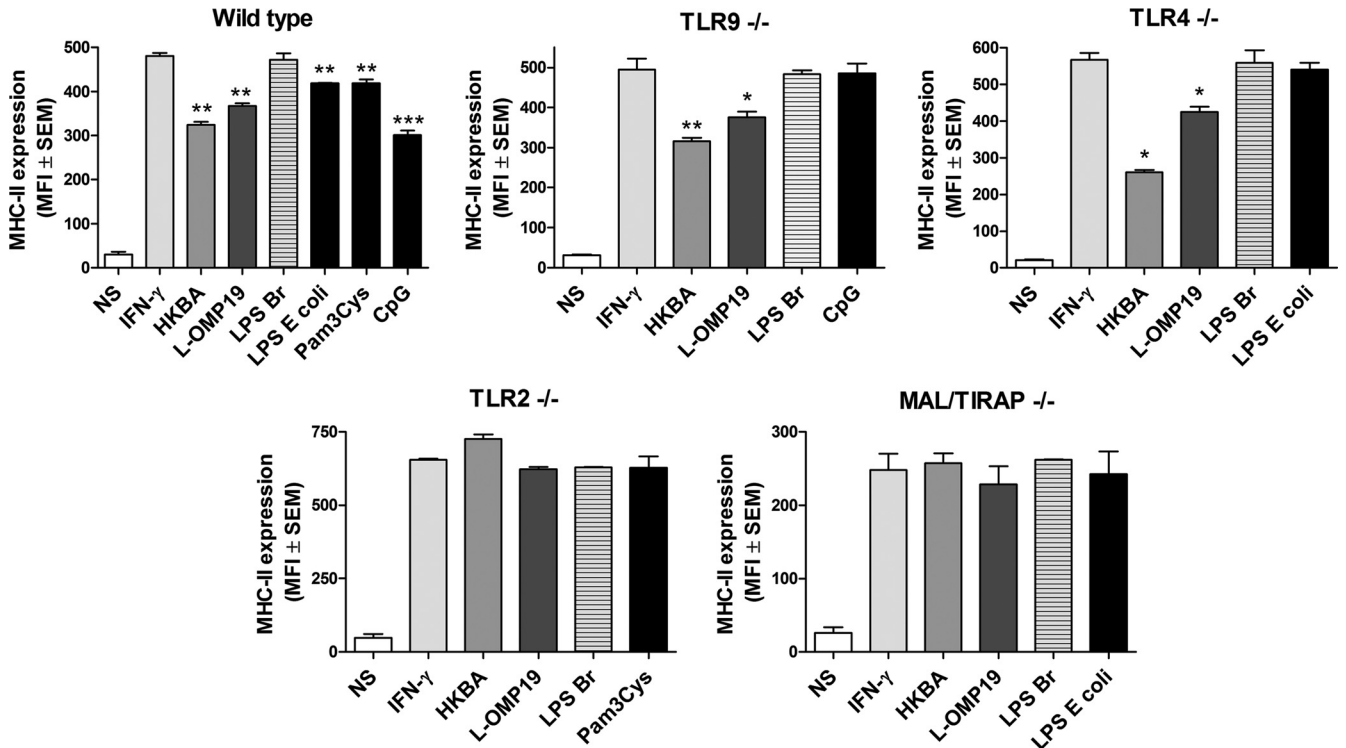 Wild type
MHC-II expression
(MFI ± SEM)
500
400
300
200
100
0
**
**
**
**
***
NS
IFN-γ
HKBA
L-OMP19
LPS Br
LPS E coli
Pam3Cys
CpG
TLR9 -/-
MHC-II expression
(MFI ± SEM)
500
400
300
200
100
0
**
*
NS
IFN-γ
HKBA
L-OMP19
LPS Br
CpG
TLR4 -/-
MHC-II expression
(MFI ± SEM)
600
500
400
300
200
100
0
*
*
NS
IFN-γ
HKBA
L-OMP19
LPS Br
LPS E coli
TLR2 -/-
MHC-II expression
(MFI ± SEM)
750
500
250
0
NS
IFN-γ
HKBA
L-OMP19
LPS Br
Pam3Cys
MAL/TIRAP -/-
MHC-II expression
(MFI ± SEM)
300
200
100
0
NS
IFN-γ
HKBA
L-OMP19
LPS Br
LPS E coli